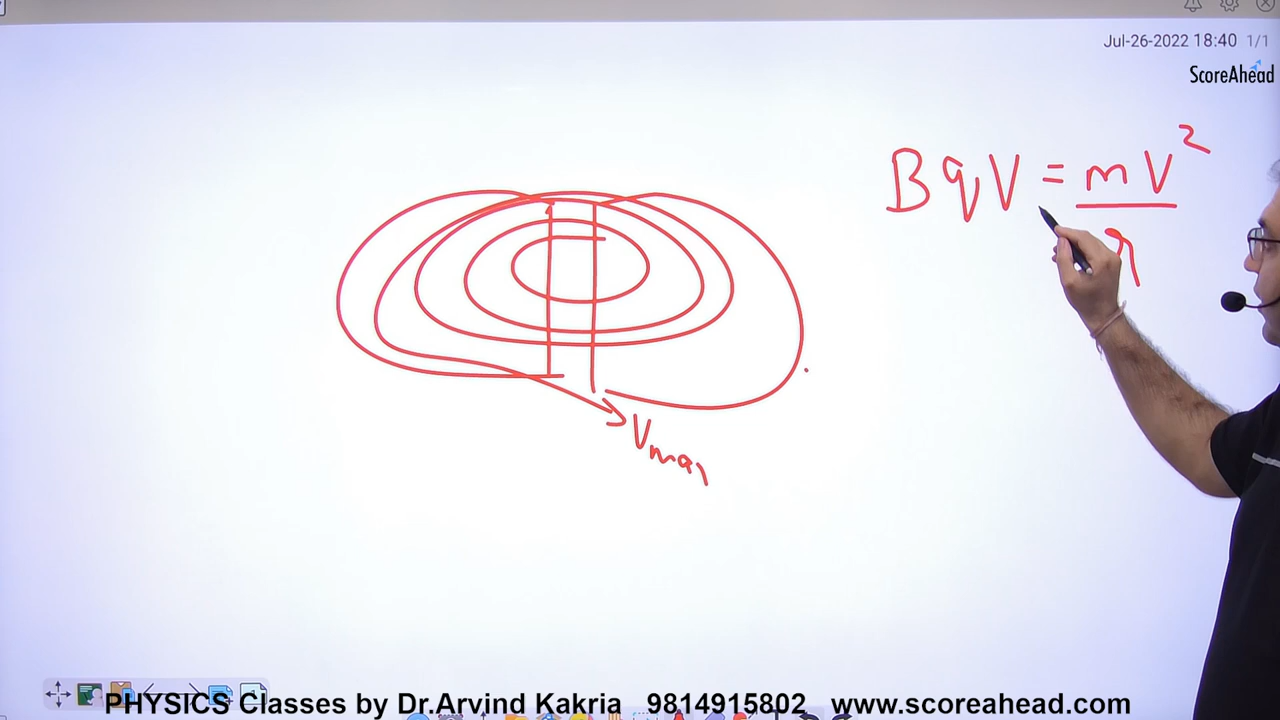 Jul-26-2022 18:40 1/1
ScoreAhead
BqV = mV²/r
Vmax
PHYSICS Classes by Dr.Arvind Kakria 9814915802 www.scoreahead.com